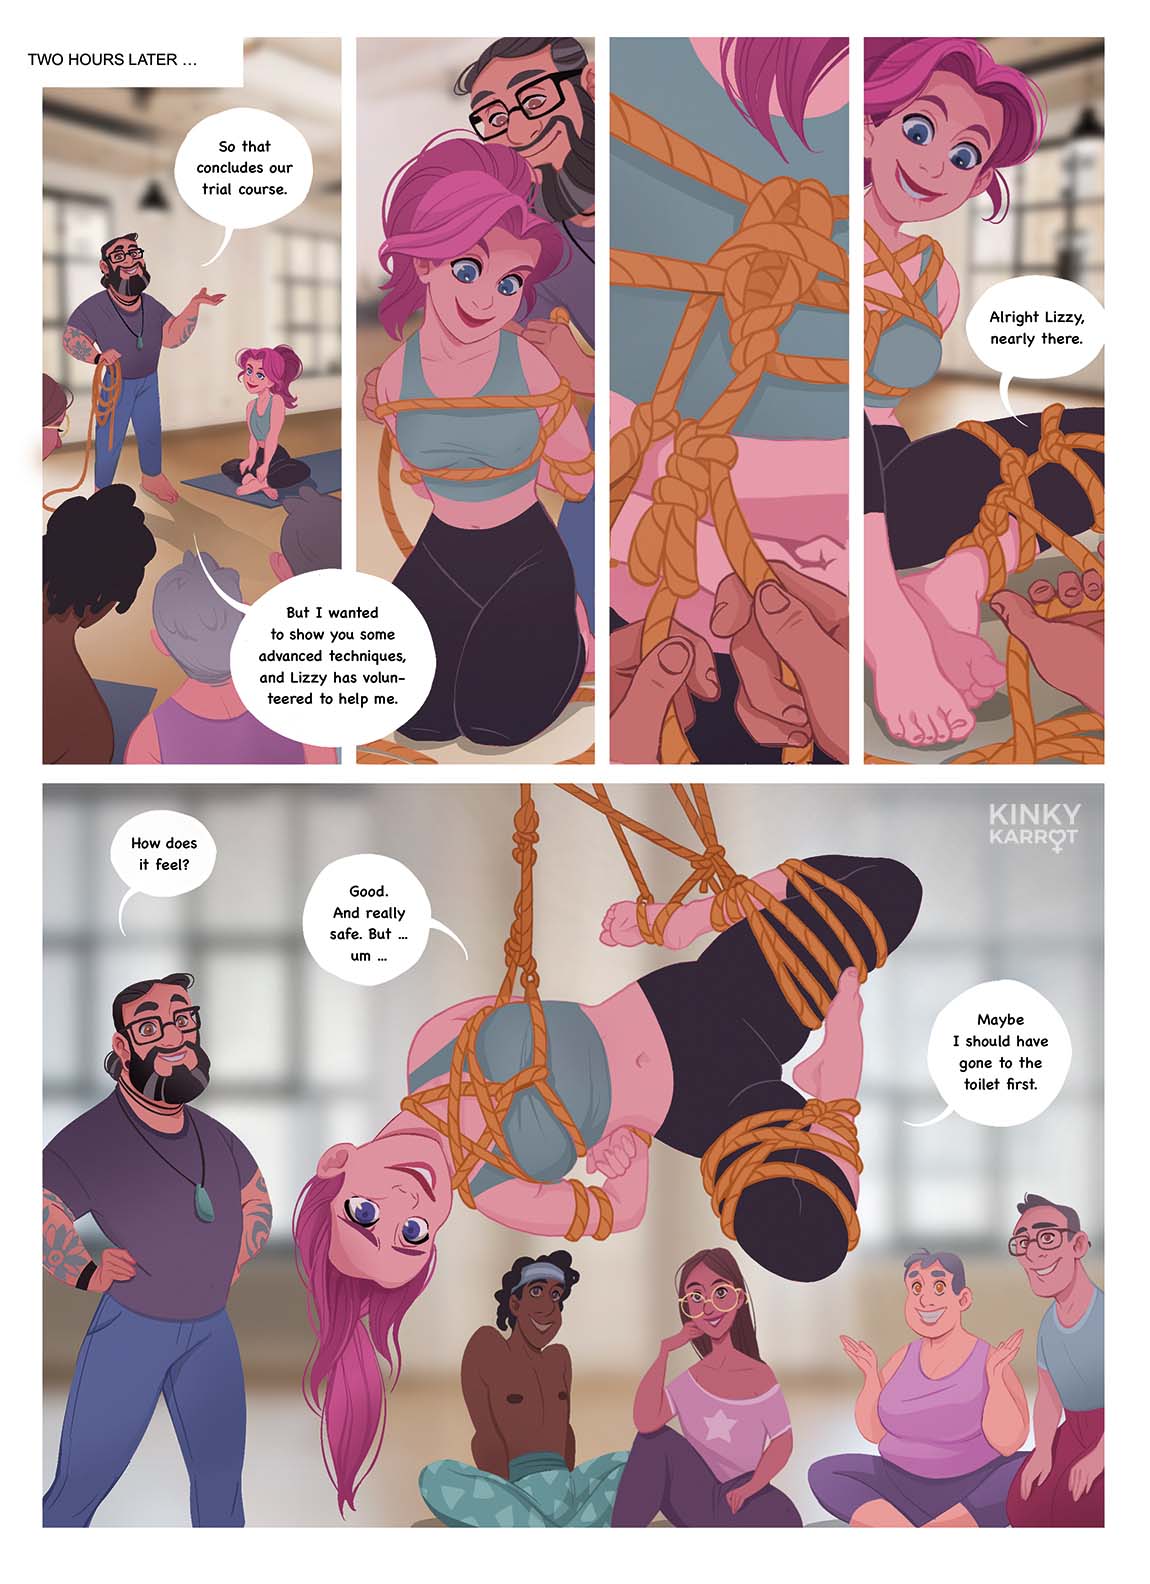 TWO HOURS LATER ...
So that
concludes our
trial course.
But I wanted
to show you some
advanced techniques,
and Lizzy has volun-
teered to help me.
Alright Lizzy,
nearly there.
KINKY
KARROT
How does
it feel?
Good.
And really
safe. But ...
um ...
Maybe
I should have
gone to the
toilet first.